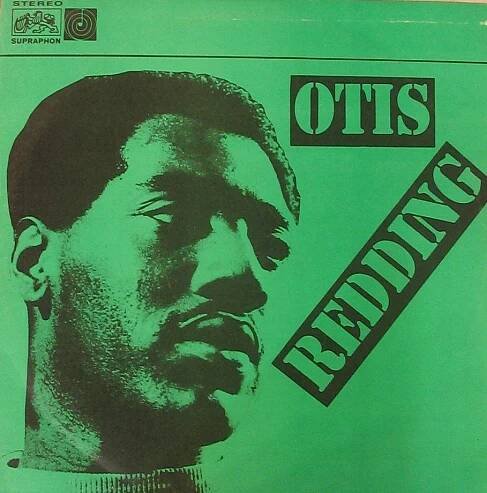 STEREO
SUPRAPHON
OTIS
REDDING